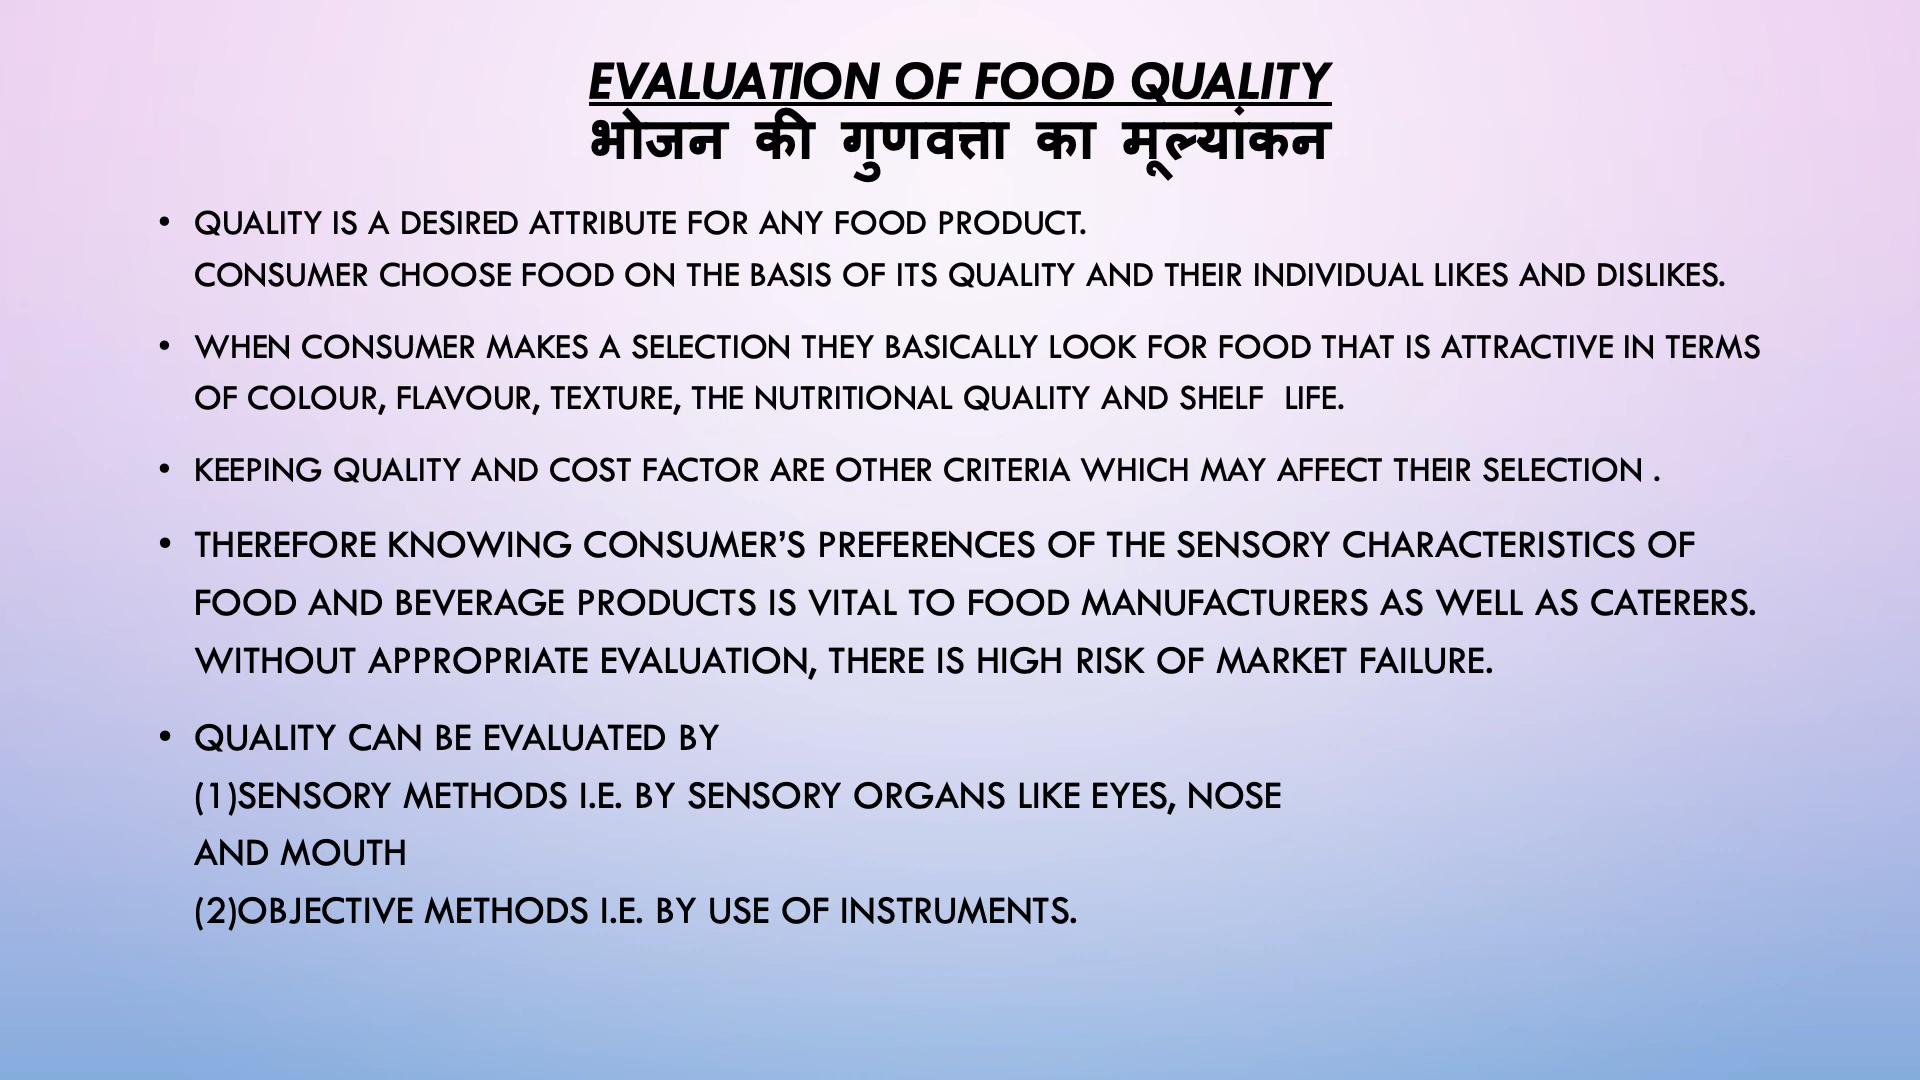 EVALUATION OF FOOD QUALITY
भोजन की गुणवत्ता का मूल्यांकन
• QUALITY IS A DESIRED ATTRIBUTE FOR ANY FOOD PRODUCT.
CONSUMER CHOOSE FOOD ON THE BASIS OF ITS QUALITY AND THEIR INDIVIDUAL LIKES AND DISLIKES.
• WHEN CONSUMER MAKES A SELECTION THEY BASICALLY LOOK FOR FOOD THAT IS ATTRACTIVE IN TERMS
OF COLOUR, FLAVOUR, TEXTURE, THE NUTRITIONAL QUALITY AND SHELF  LIFE.
• KEEPING QUALITY AND COST FACTOR ARE OTHER CRITERIA WHICH MAY AFFECT THEIR SELECTION .
• THEREFORE KNOWING CONSUMER’S PREFERENCES OF THE SENSORY CHARACTERISTICS OF
FOOD AND BEVERAGE PRODUCTS IS VITAL TO FOOD MANUFACTURERS AS WELL AS CATERERS.
WITHOUT APPROPRIATE EVALUATION, THERE IS HIGH RISK OF MARKET FAILURE.
• QUALITY CAN BE EVALUATED BY
(1)SENSORY METHODS I.E. BY SENSORY ORGANS LIKE EYES, NOSE
AND MOUTH
(2)OBJECTIVE METHODS I.E. BY USE OF INSTRUMENTS.